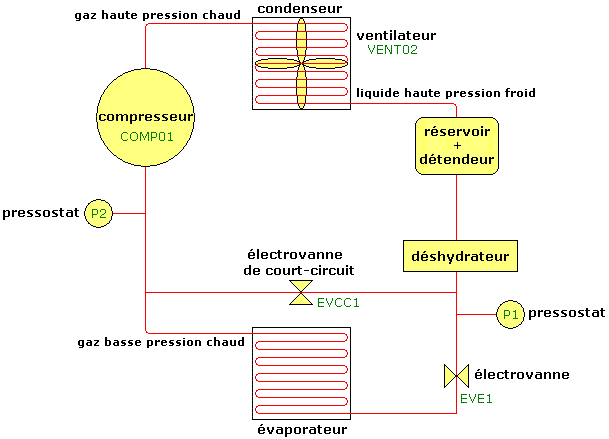 gaz haute pression chaud
condenseur
ventilateur
VENT02
liquide haute pression froid
compresseur
COMP01
réservoir
+
détendeur
pressostat
P2
électrovanne
de court-circuit
EVCC1
déshydrateur
P1
pressostat
gaz basse pression chaud
électrovanne
EVE1
évaporateur